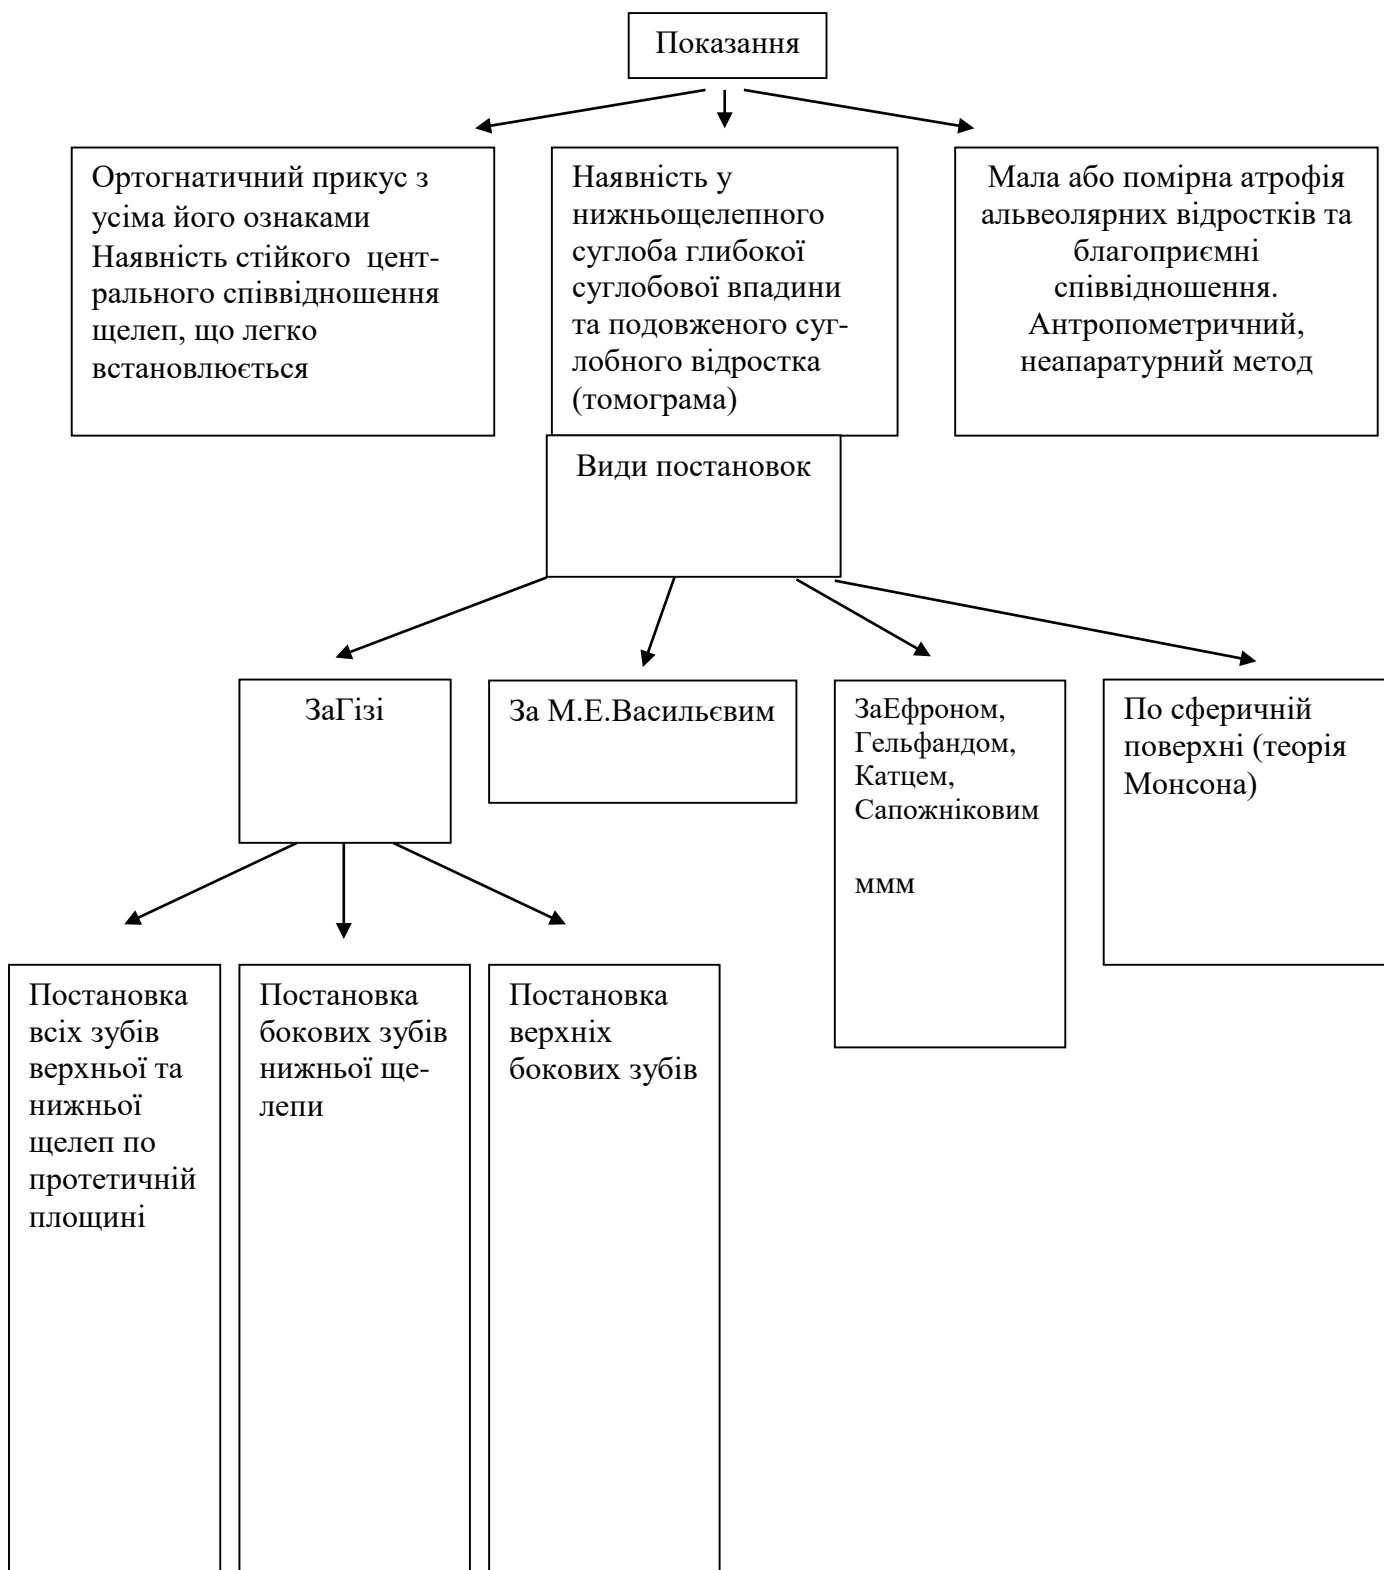 Показання
Ортогнатичний прикус з
усіма його ознаками
Наявність стійкого цент-
рального співвідношення
щелеп, що легко
встановлюється
Наявність у
нижньощелепного
суглоба глибокої
суглобової впадини
та подовженого суг-
лобного відростка
(томограма)
Мала або помірна атрофія
альвеолярних відростків та
благоприємні
співвідношення.
Антропометричний,
неапаратурний метод
Види постановок
ЗаГізі
За М.Е.Васильєвим
ЗаЕфроном,
Гельфандом,
Катцем,
Сапожніковим
ммм
По сферичній
поверхні (теорія
Монсона)
Постановка
всіх зубів
верхньої та
нижньої
щелеп по
протетичній
площині
Постановка
бокових зубів
нижньої ще-
лепи
Постановка
верхніх
бокових зубів